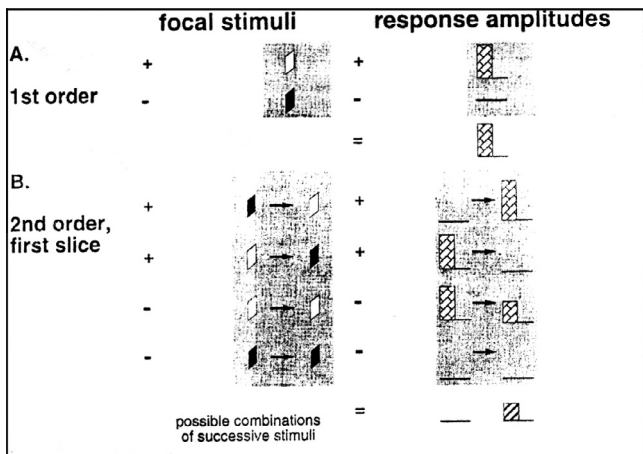 focal stimuli response amplitudes
A.
+ +
1st order - -
=
B.
+ +
2nd order,
first slice
+ +
- -
- -
possible combinations =
of successive stimuli